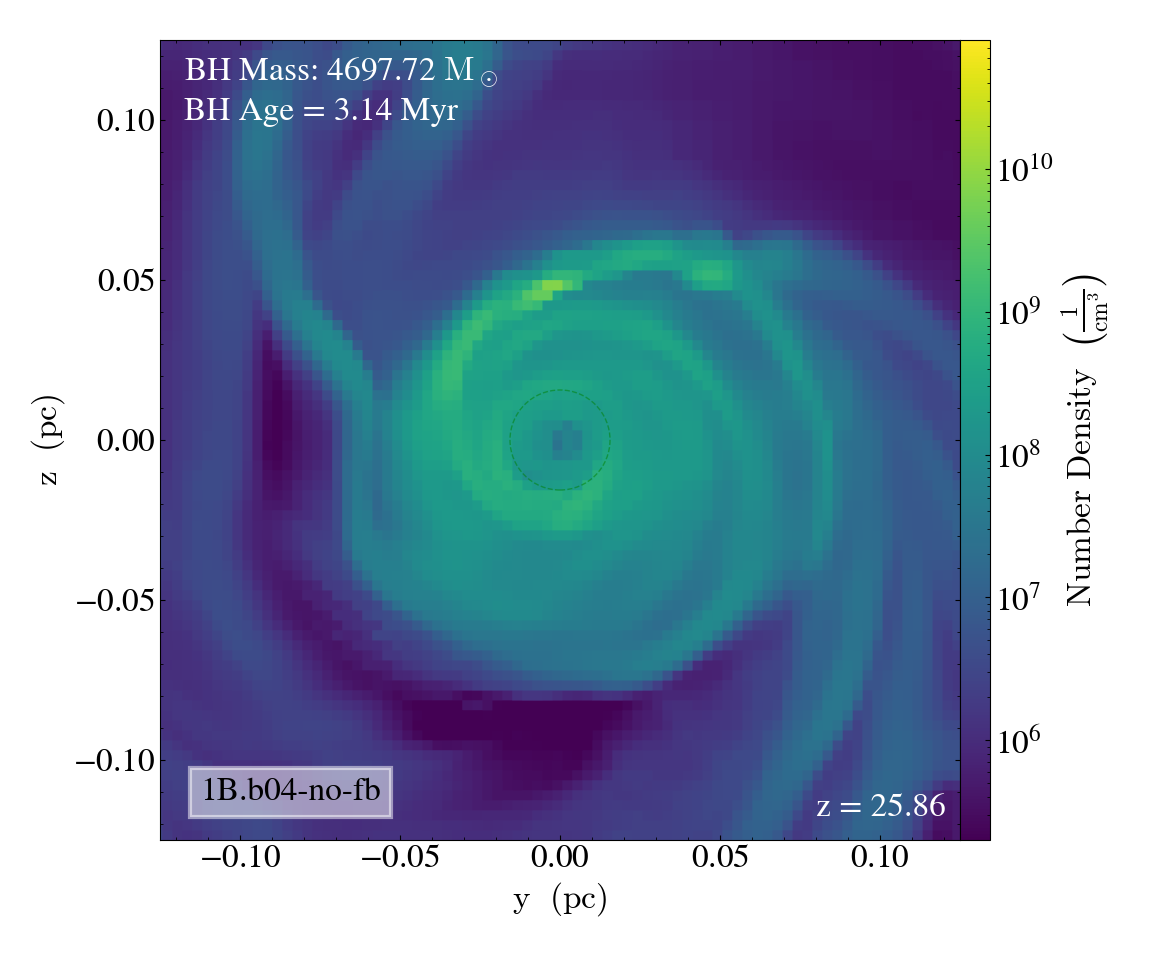 BH Mass: 4697.72 M⊙
BH Age = 3.14 Myr
0.10
0.05
0.00
−0.05
−0.10
z (pc)
1B.b04-no-fb
z = 25.86
−0.10 −0.05 0.00 0.05 0.10
y (pc)
10¹⁰
10⁹
10⁸
10⁷
10⁶
Number Density (1/cm³)